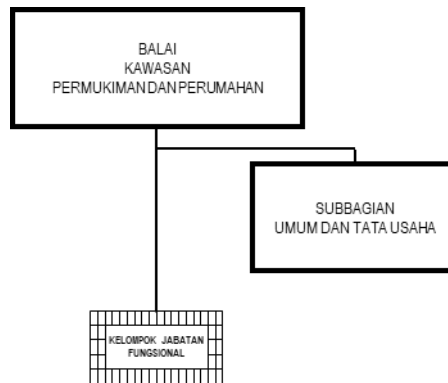 BALAI
KAWASAN
PERMUKIMAN DAN PERUMAHAN
SUBBAGIAN
UMUM DAN TATA USAHA
KELOMPOK JABATAN
FUNGSIONAL